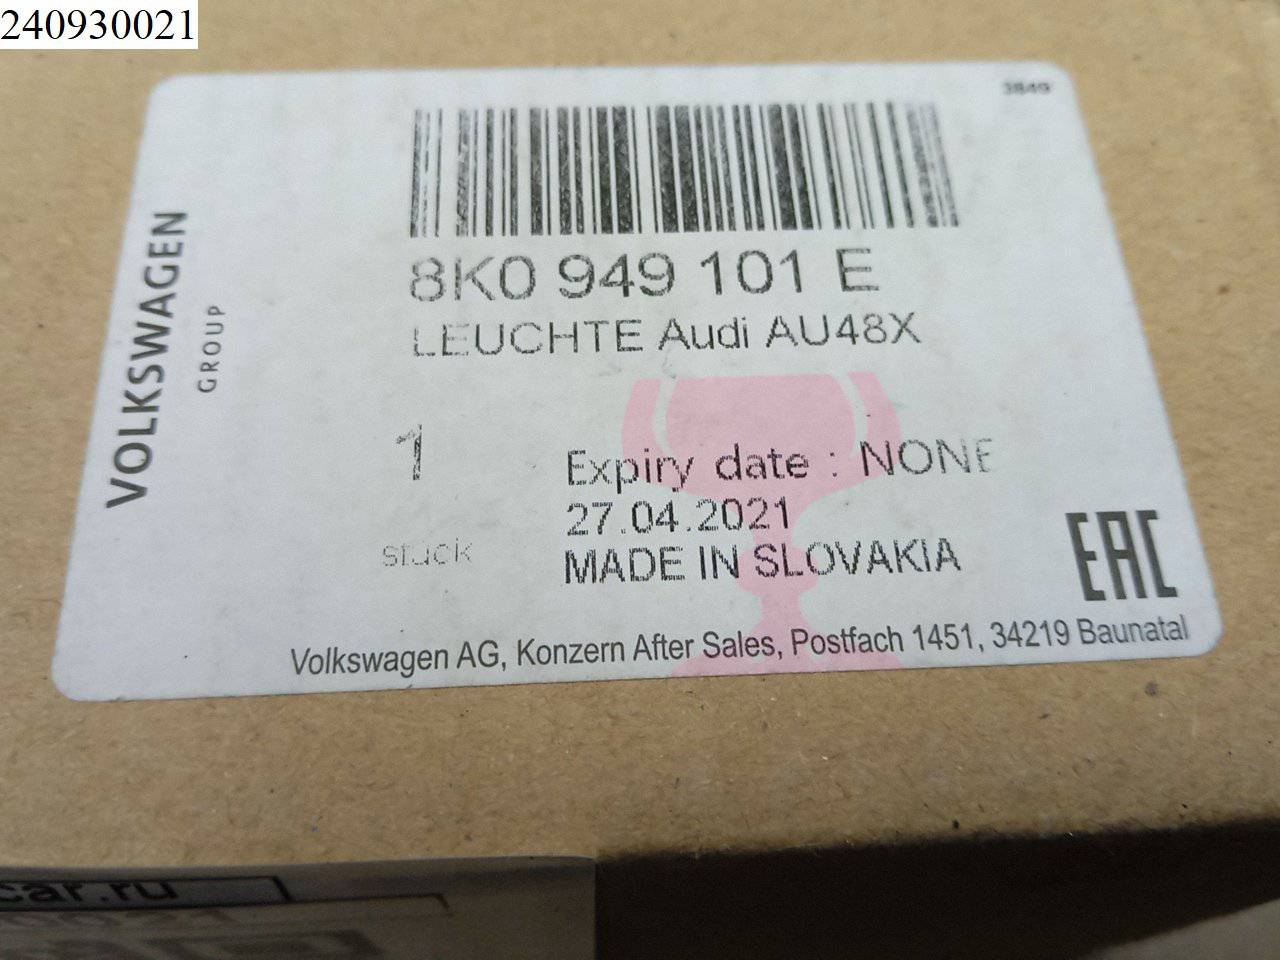 240930021
3849
VOLKSWAGEN
GROUP
8K0 949 101 E
LEUCHTE Audi AU48X
1
stuck
Expiry date : NONE
27.04.2021
MADE IN SLOVAKIA
EAC
Volkswagen AG, Konzern After Sales, Postfach 1451, 34219 Baunatal
car.ru